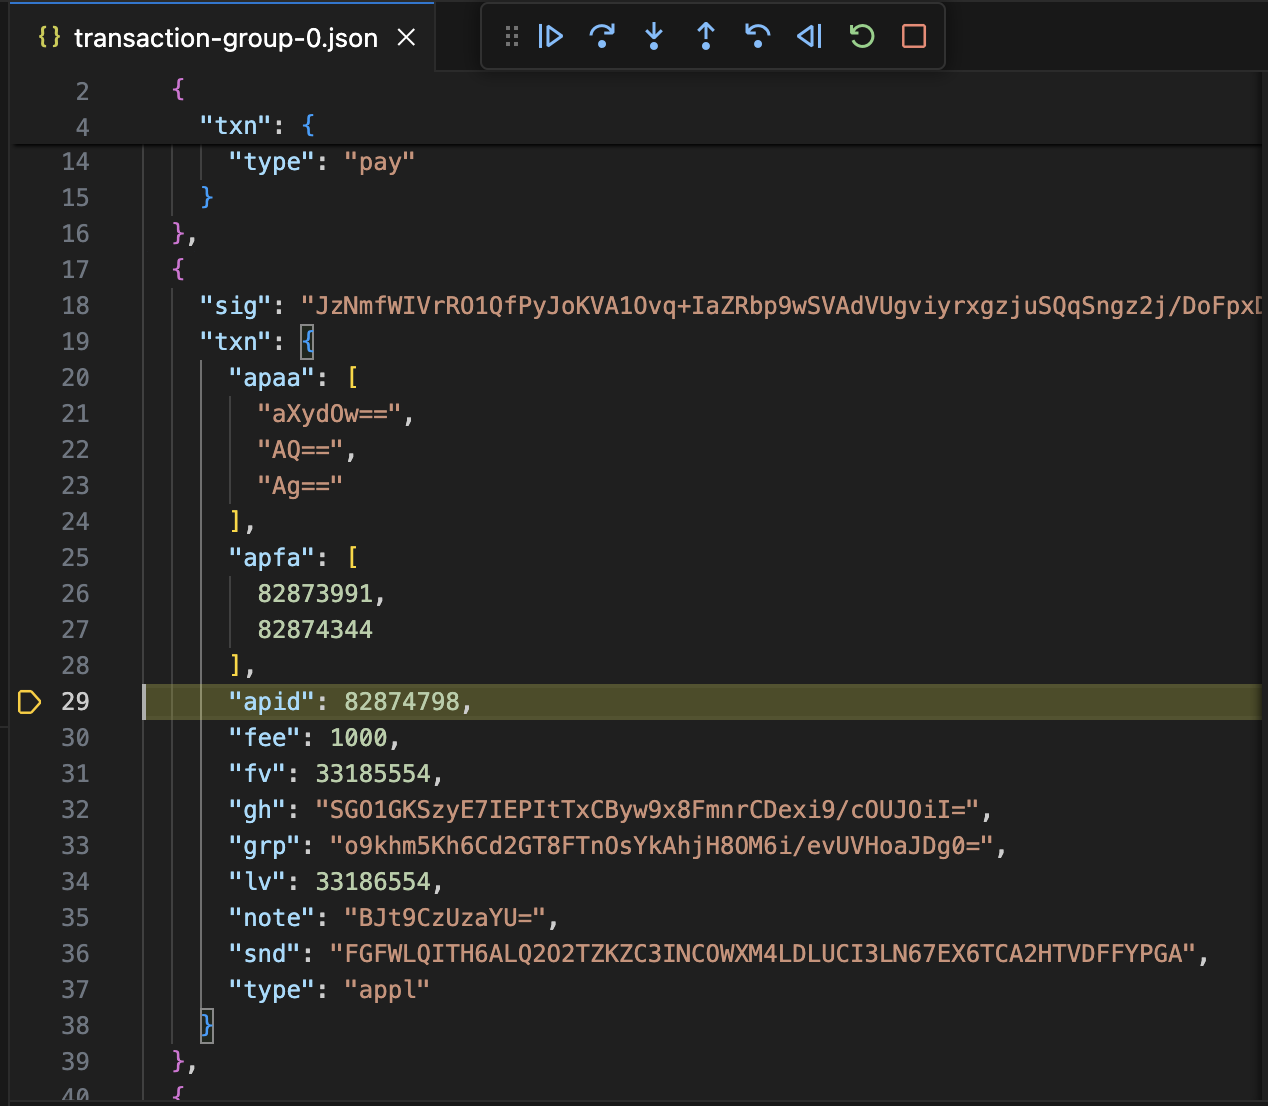 {} transaction-group-0.json ×
2 {
4 "txn": {
14 "type": "pay"
15 }
16 },
17 {
18 "sig": "JzNmfWIVrRO1QfPyJoKVA1Ovq+IaZRbp9wSVAdVUgviyrxgzjuSQqSngz2j/DoFpxD
19 "txn": {
20 "apaa": [
21 "aXydOw==",
22 "AQ==",
23 "Ag=="
24 ],
25 "apfa": [
26 82873991,
27 82874344
28 ],
29 "apid": 82874798,
30 "fee": 1000,
31 "fv": 33185554,
32 "gh": "SGO1GKSzyE7IEPItTxCByw9x8FmnrCDexi9/cOUJOiI=",
33 "grp": "o9khm5Kh6Cd2GT8FTnOsYkAhjH8OM6i/evUVHoaJDg0=",
34 "lv": 33186554,
35 "note": "BJt9CzUzaYU=",
36 "snd": "FGFWLQITH6ALQ2O2TZKZC3INCOWXM4LDLUCI3LN67EX6TCA2HTVDFFYPGA",
37 "type": "appl"
38 }
39 },
40 {